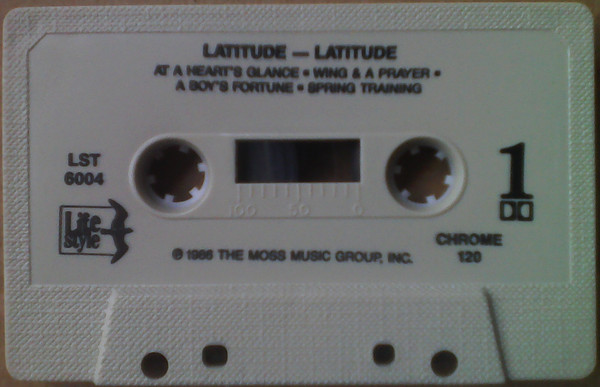 LATITUDE — LATITUDE
AT A HEART'S GLANCE • WING & A PRAYER •
A BOY'S FORTUNE • SPRING TRAINING
LST
6004
1
100 50 0
Life
style
℗ 1986 THE MOSS MUSIC GROUP, INC.
CHROME
120